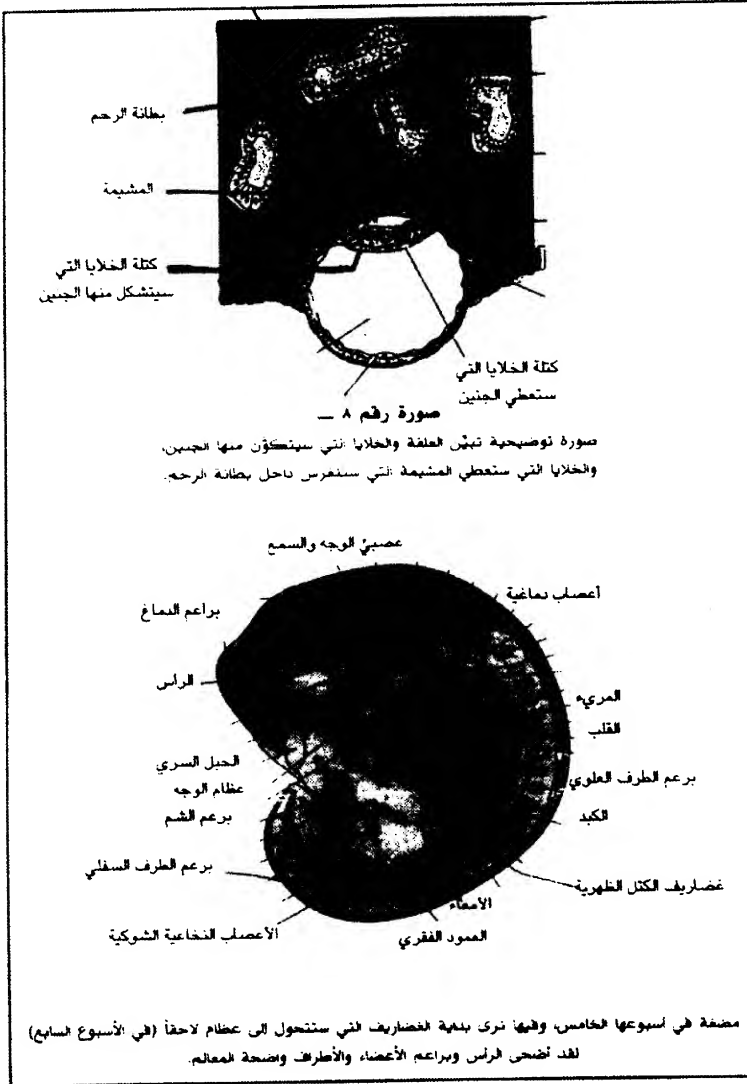 بطانة الرحم
المشيمة
كتلة الخلايا التي
سيتشكل منها الجنين
كتلة الخلايا التي
ستعطي الجنين
صورة رقم ٨ —
صورة توضيحية تبيّن العلقة والخلايا التي سيتكوّن منها الجنين،
والخلايا التي ستعطي المشيمة التي ستنغرس داخل بطانة الرحم.
عصبيّ الوجه والسمع
أعصاب دماغية
براعم الدماغ
الرأس
المريء
القلب
الحبل السري
عظام الوجه
برعم الطرف العلوي
برعم الشم
الكبد
برعم الطرف السفلي
غضاريف الكتل الظهرية
الأمعاء
الأعصاب النخاعية الشوكية
العمود الفقري
مضغة في أسبوعها الخامس، وفيها نرى بداية الغضاريف التي ستتحول إلى عظام لاحقاً (في الأسبوع السابع)
لقد أضحى الرأس وبراعم الأعضاء والأطراف واضحة المعالم.